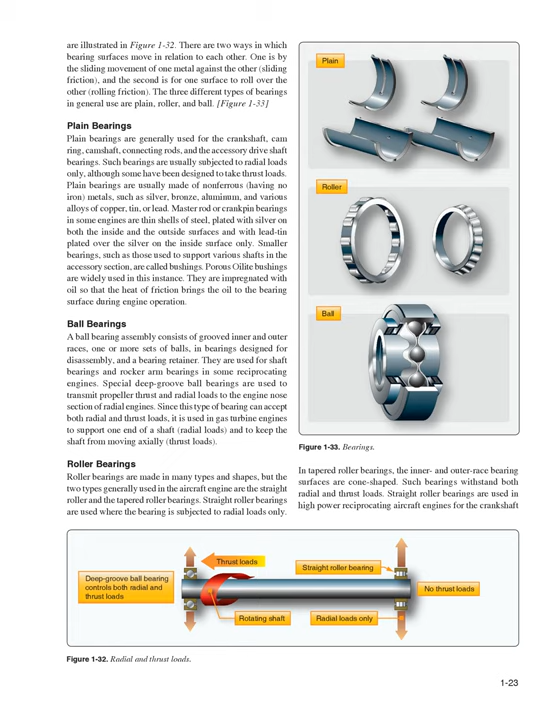 are illustrated in Figure 1-32. There are two ways in which
bearing surfaces move in relation to each other. One is by
the sliding movement of one metal against the other (sliding
friction), and the second is for one surface to roll over the
other (rolling friction). The three different types of bearings
in general use are plain, roller, and ball. [Figure 1-33]
Plain Bearings
Plain bearings are generally used for the crankshaft, cam
ring, camshaft, connecting rods, and the accessory drive shaft
bearings. Such bearings are usually subjected to radial loads
only, although some have been designed to take thrust loads.
Plain bearings are usually made of nonferrous (having no
iron) metals, such as silver, bronze, aluminum, and various
alloys of copper, tin, or lead. Master rod or crankpin bearings
in some engines are thin shells of steel, plated with silver on
both the inside and the outside surfaces and with lead-tin
plated over the silver on the inside surface only. Smaller
bearings, such as those used to support various shafts in the
accessory section, are called bushings. Porous Oilite bushings
are widely used in this instance. They are impregnated with
oil so that the heat of friction brings the oil to the bearing
surface during engine operation.
Ball Bearings
A ball bearing assembly consists of grooved inner and outer
races, one or more sets of balls, in bearings designed for
disassembly, and a bearing retainer. They are used for shaft
bearings and rocker arm bearings in some reciprocating
engines. Special deep-groove ball bearings are used to
transmit propeller thrust and radial loads to the engine nose
section of radial engines. Since this type of bearing can accept
both radial and thrust loads, it is used in gas turbine engines
to support one end of a shaft (radial loads) and to keep the
shaft from moving axially (thrust loads).
Roller Bearings
Roller bearings are made in many types and shapes, but the
two types generally used in the aircraft engine are the straight
roller and the tapered roller bearings. Straight roller bearings
are used where the bearing is subjected to radial loads only.
Plain
Roller
Ball
Figure 1-33. Bearings.
In tapered roller bearings, the inner- and outer-race bearing
surfaces are cone-shaped. Such bearings withstand both
radial and thrust loads. Straight roller bearings are used in
high power reciprocating aircraft engines for the crankshaft
Thrust loads
Straight roller bearing
Deep-groove ball bearing
controls both radial and
thrust loads
No thrust loads
Rotating shaft
Radial loads only
Figure 1-32. Radial and thrust loads.
1-23